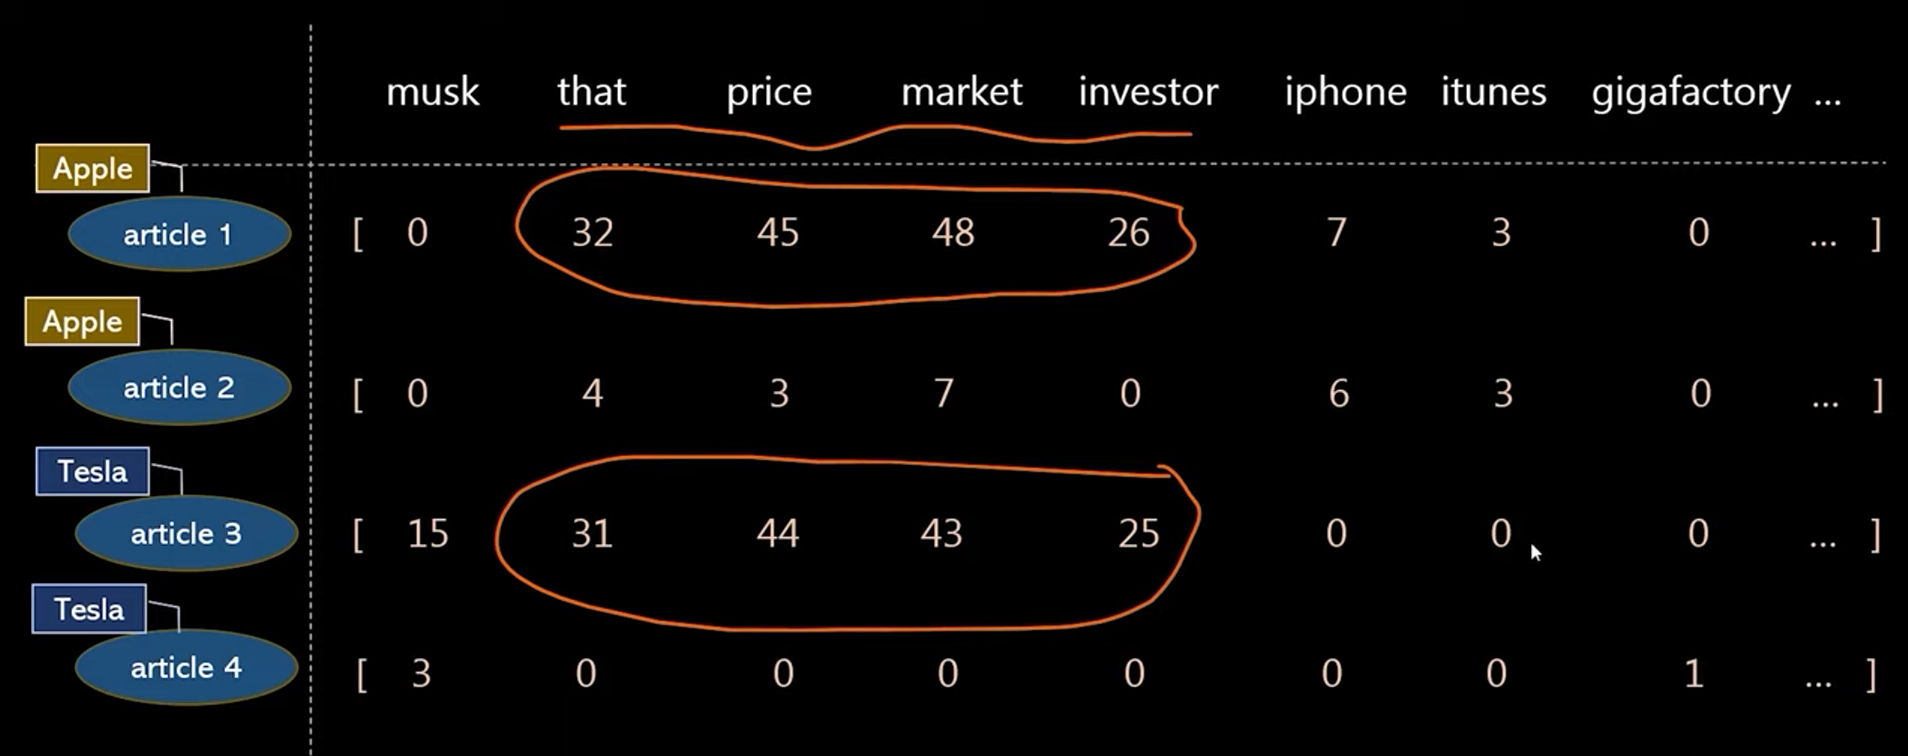 musk that price market investor iphone itunes gigafactory ...
Apple
article 1 [ 0 32 45 48 26 7 3 0 ... ]
Apple
article 2 [ 0 4 3 7 0 6 3 0 ... ]
Tesla
article 3 [ 15 31 44 43 25 0 0 0 ... ]
Tesla
article 4 [ 3 0 0 0 0 0 0 1 ... ]